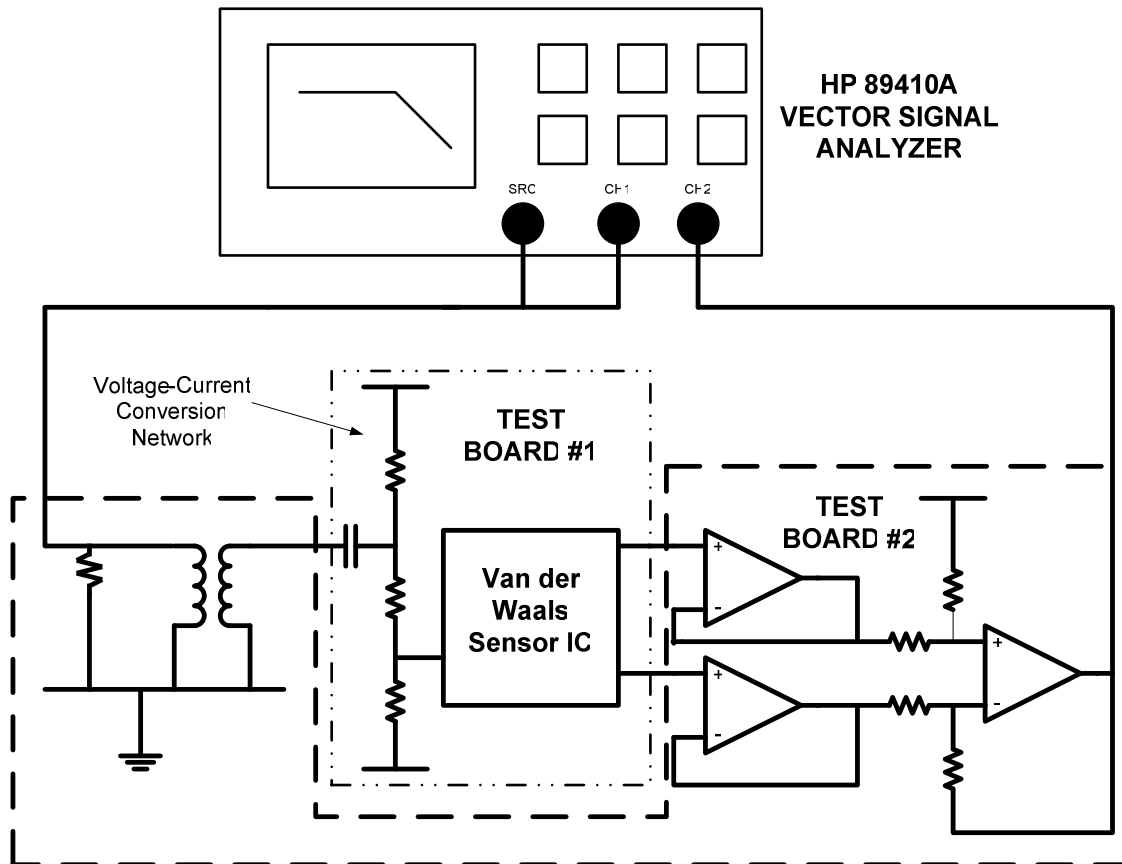 HP 89410A
VECTOR SIGNAL
ANALYZER
SRC
CH1
CH2
Voltage-Current
Conversion
Network
TEST
BOARD #1
TEST
BOARD #2
Van der
Waals
Sensor IC
+
-
+
-
+
-